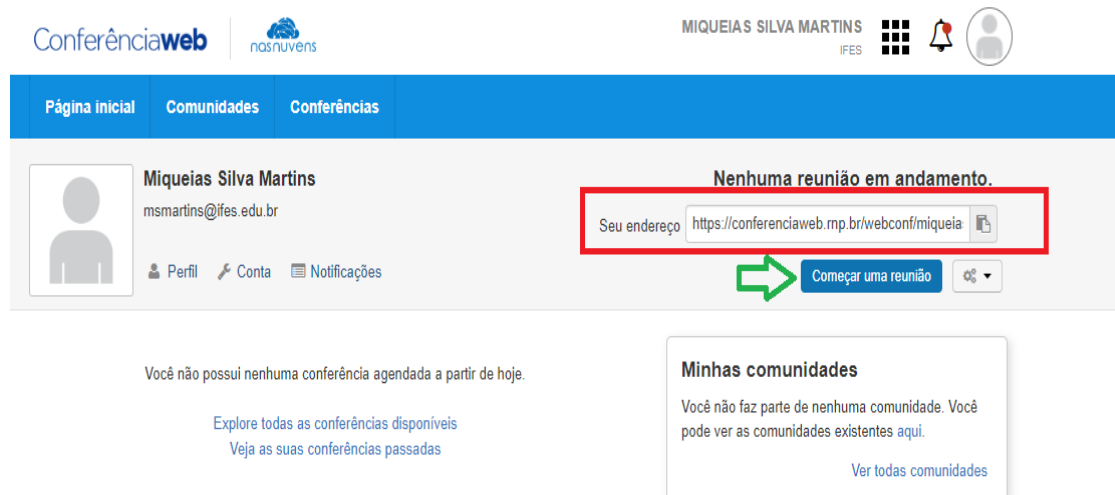 Conferênciaweb
nasnuvens
MIQUEIAS SILVA MARTINS
IFES
Página inicial Comunidades Conferências
Miqueias Silva Martins
msmartins@ifes.edu.br
Perfil Conta Notificações
Nenhuma reunião em andamento.
Seu endereço https://conferenciaweb.rnp.br/webconf/miqueia
Começar uma reunião
Você não possui nenhuma conferência agendada a partir de hoje.
Explore todas as conferências disponíveis
Veja as suas conferências passadas
Minhas comunidades
Você não faz parte de nenhuma comunidade. Você
pode ver as comunidades existentes aqui.
Ver todas comunidades